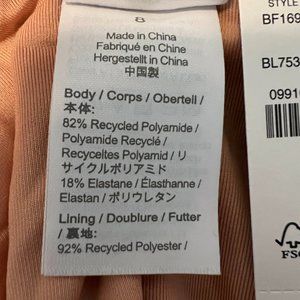 8
Made in China
Fabriqué en Chine
Hergestellt in China
中国製
Body / Corps / Oberteil /
本体:
82% Recycled Polyamide /
Polyamide Recyclé /
Recyceltes Polyamid / リ
サイクルポリアミド
18% Elastane / Élasthanne /
Elastan / ポリウレタン
Lining / Doublure / Futter
/ 裏地:
92% Recycled Polyester /
STYLE
BF169
BL753
0991
FSC